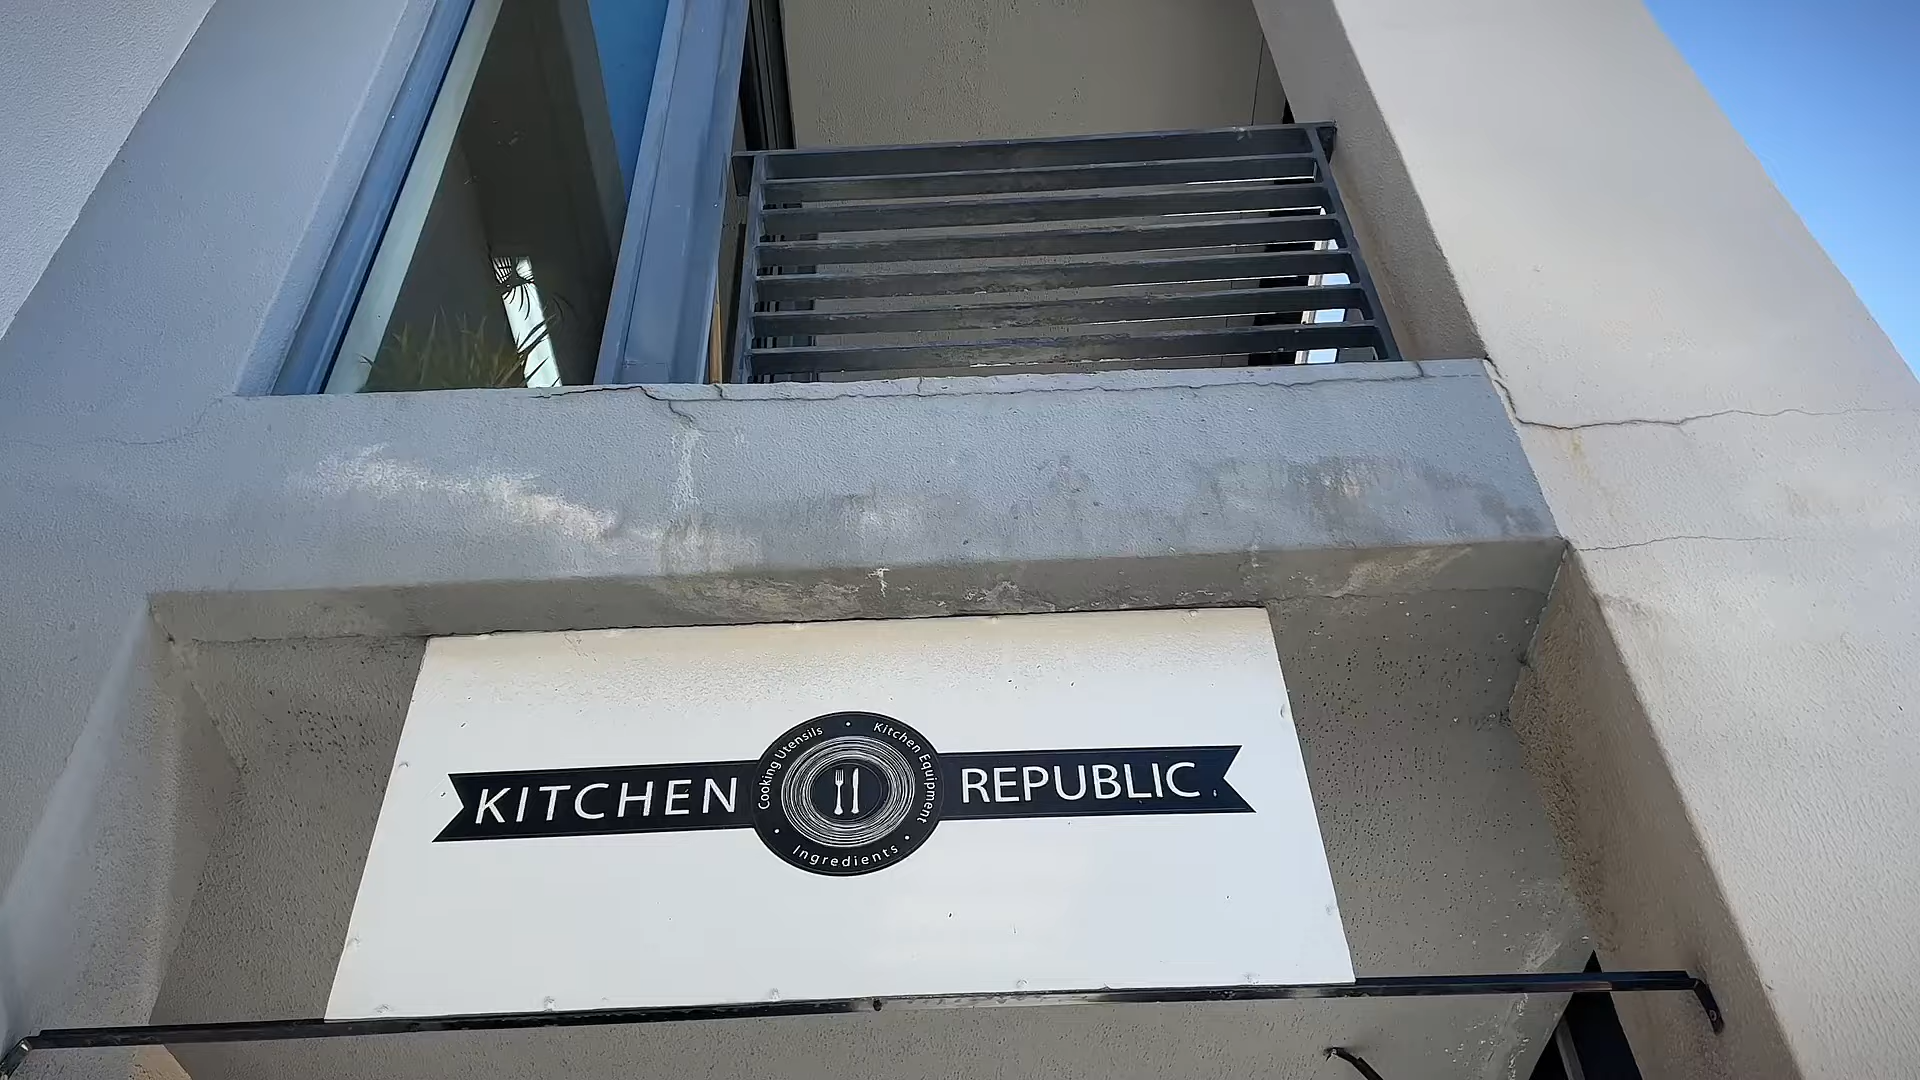 KITCHEN REPUBLIC
Cooking Utensils • Kitchen Equipment • Ingredients •